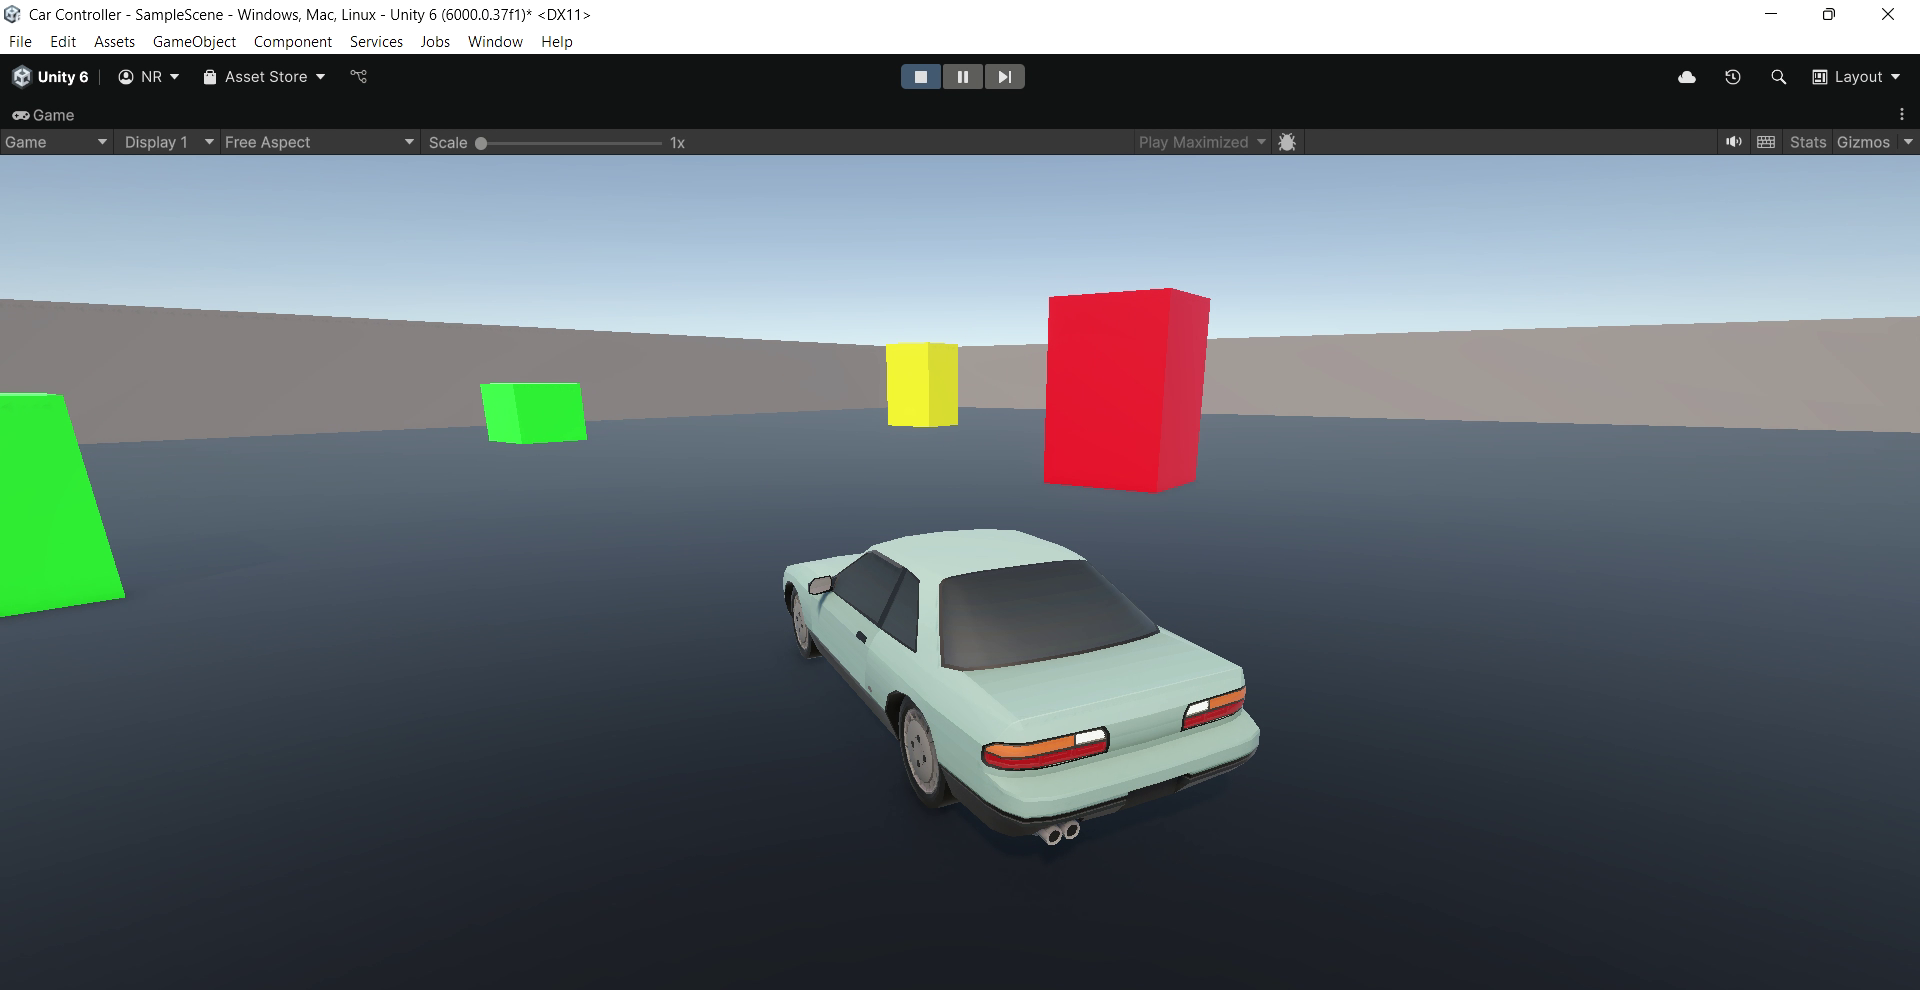 Car Controller - SampleScene - Windows, Mac, Linux - Unity 6 (6000.0.37f1)* <DX11>
File Edit Assets GameObject Component Services Jobs Window Help
Unity 6 NR Asset Store Layout
Game
Game Display 1 Free Aspect Scale 1x Play Maximized Stats Gizmos